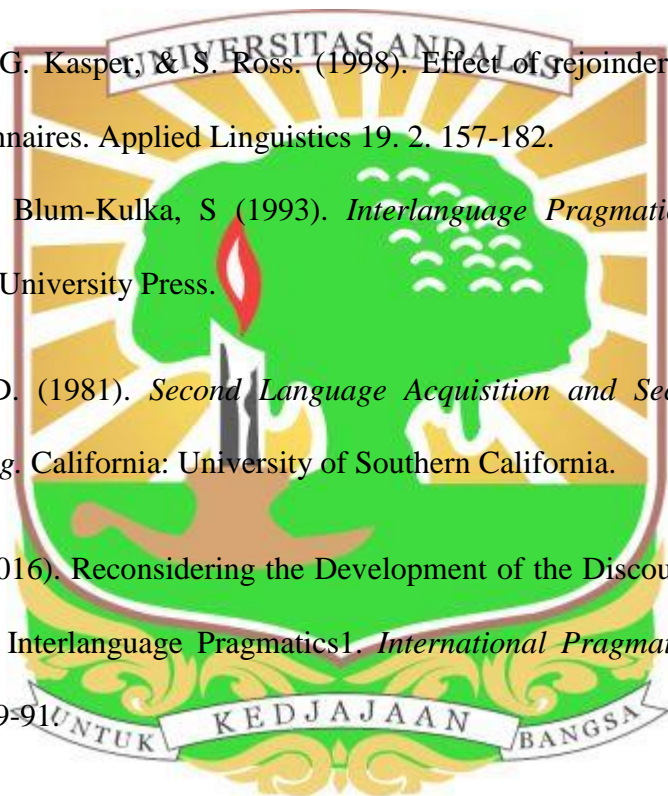 UNIVERSITAS ANDALAS
G. Kasper, & S. Ross. (1998). Effect of rejoinder
nnaires. Applied Linguistics 19. 2. 157-182.
Blum-Kulka, S (1993). Interlanguage Pragmatic
University Press.
D. (1981). Second Language Acquisition and Sec
g. California: University of Southern California.
016). Reconsidering the Development of the Discou
Interlanguage Pragmatics1. International Pragmat
9-91.
UNTUK KEDJAJAAN BANGSA